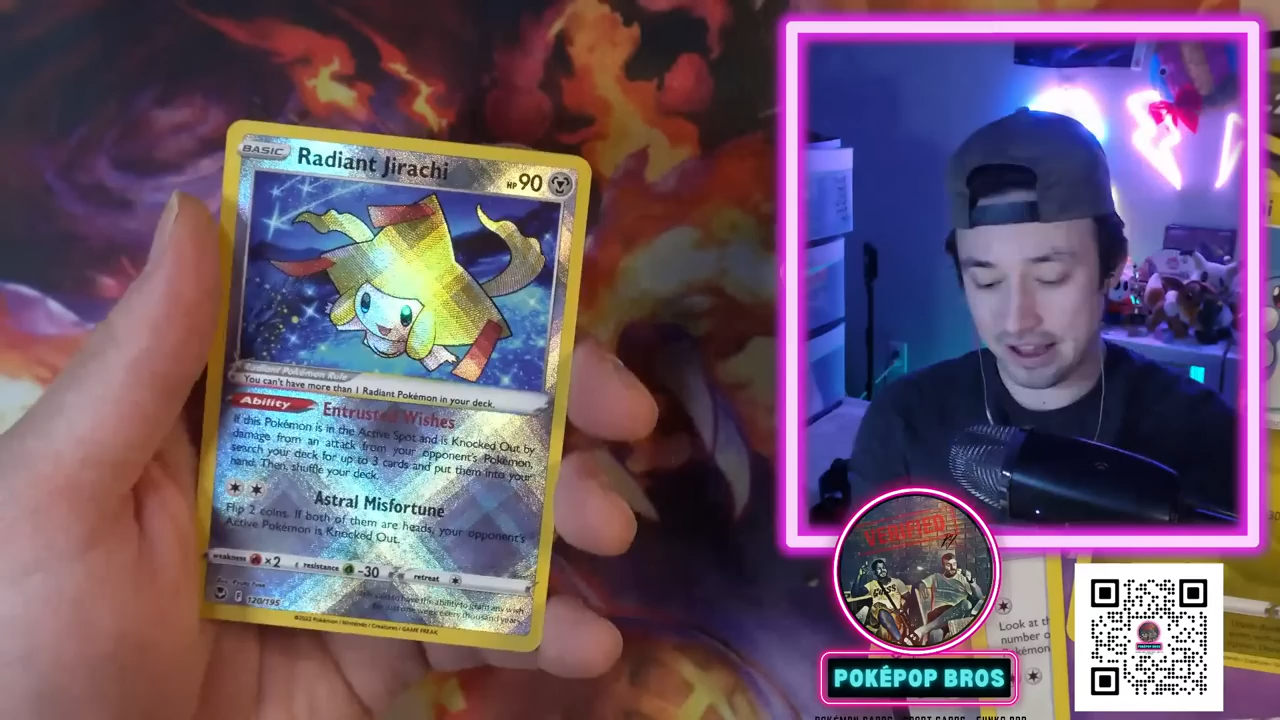 BASIC Radiant Jirachi HP 90
Radiant Pokémon Rule
You can't have more than 1 Radiant Pokémon in your deck.
Ability Entrusted Wishes
If this Pokémon is in the Active Spot and is Knocked Out by
damage from an attack from your opponent's Pokémon,
search your deck for up to 3 cards and put them into your
hand. Then, shuffle your deck.
Astral Misfortune
Flip 2 coins. If both of them are heads, your opponent's
Active Pokémon is Knocked Out.
weakness ×2 resistance -30 retreat
F 120/195
©2022 Pokémon / Nintendo / Creatures / GAME FREAK
VERIFIED
GUESS
POKÉPOP BROS
Look at th
number o
Pokémon
30